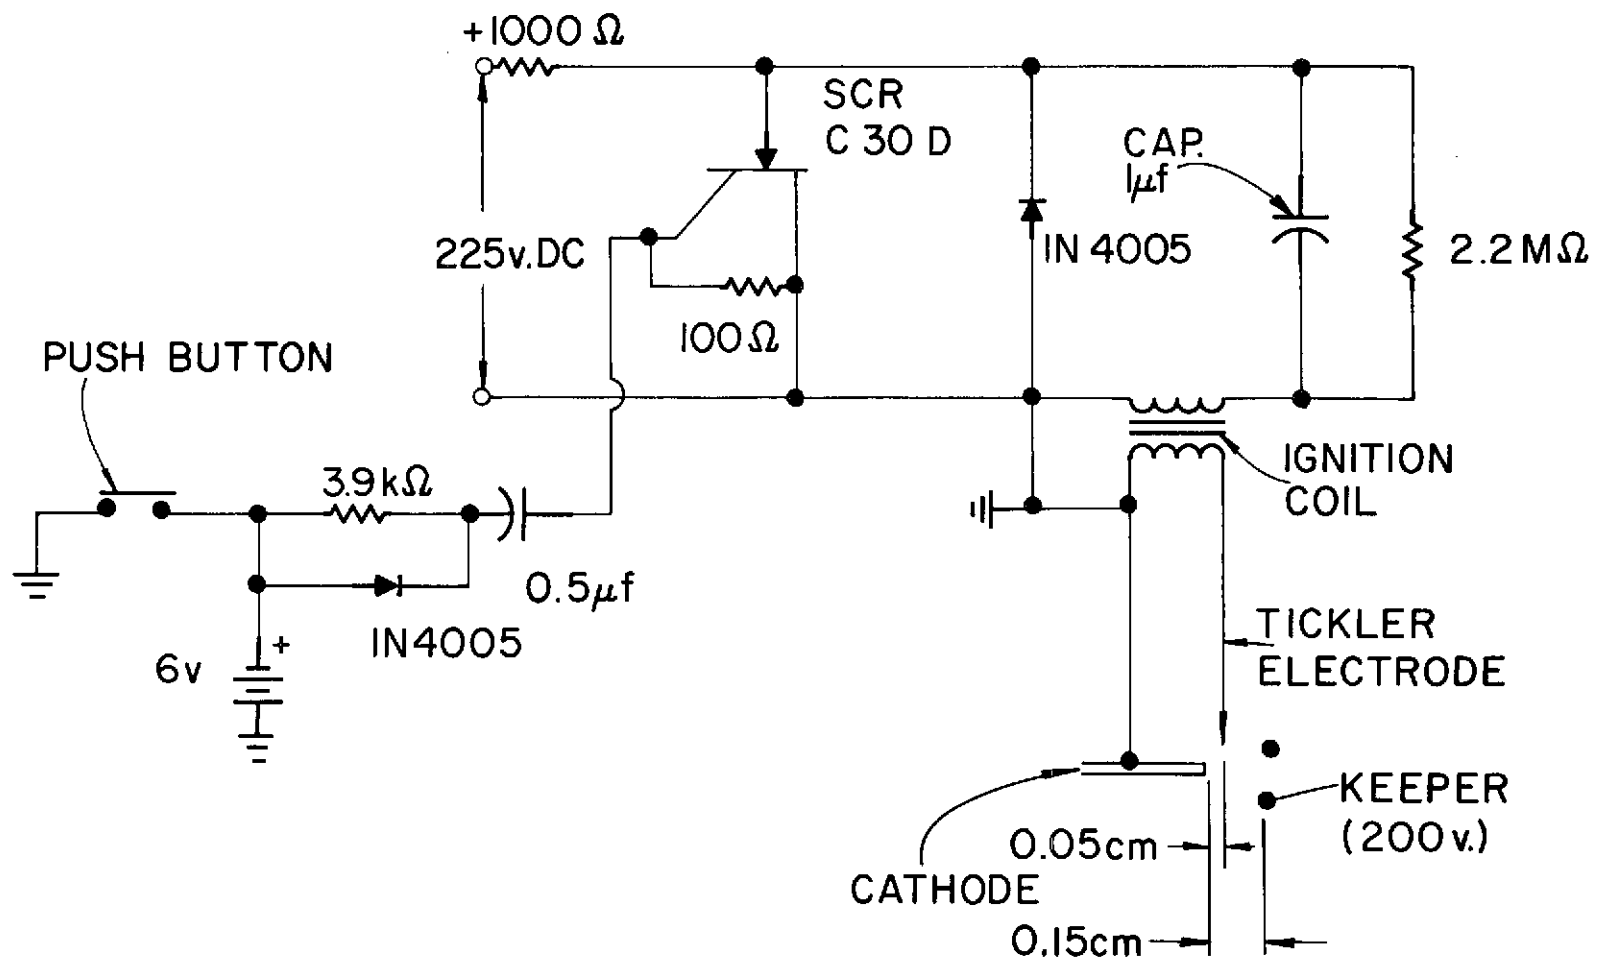 +1000 Ω
SCR
C 30 D
CAP.
1μf
225v. DC
IN 4005
2.2 MΩ
100 Ω
PUSH BUTTON
3.9 kΩ
IGNITION
COIL
0.5μf
IN4005
+
6v
TICKLER
ELECTRODE
KEEPER
(200 v.)
0.05cm
CATHODE
0.15cm